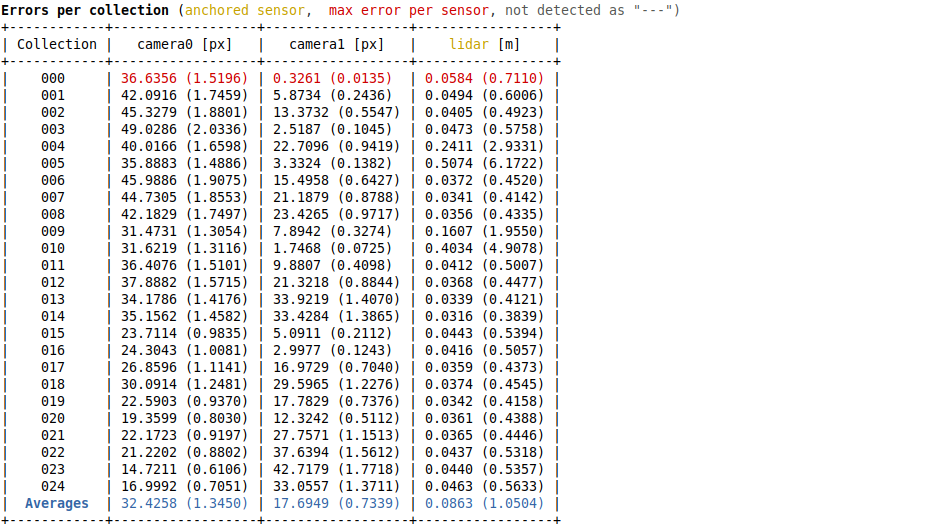 Errors per collection (anchored sensor,  max error per sensor, not detected as "---")
+------------+------------------+------------------+-----------------+
| Collection |   camera0 [px]   |   camera1 [px]   |    lidar [m]    |
+------------+------------------+------------------+-----------------+
|    000     | 36.6356 (1.5196) | 0.3261 (0.0135)  | 0.0584 (0.7110) |
|    001     | 42.0916 (1.7459) | 5.8734 (0.2436)  | 0.0494 (0.6006) |
|    002     | 45.3279 (1.8801) | 13.3732 (0.5547) | 0.0405 (0.4923) |
|    003     | 49.0286 (2.0336) | 2.5187 (0.1045)  | 0.0473 (0.5758) |
|    004     | 40.0166 (1.6598) | 22.7096 (0.9419) | 0.2411 (2.9331) |
|    005     | 35.8883 (1.4886) | 3.3324 (0.1382)  | 0.5074 (6.1722) |
|    006     | 45.9886 (1.9075) | 15.4958 (0.6427) | 0.0372 (0.4520) |
|    007     | 44.7305 (1.8553) | 21.1879 (0.8788) | 0.0341 (0.4142) |
|    008     | 42.1829 (1.7497) | 23.4265 (0.9717) | 0.0356 (0.4335) |
|    009     | 31.4731 (1.3054) | 7.8942 (0.3274)  | 0.1607 (1.9550) |
|    010     | 31.6219 (1.3116) | 1.7468 (0.0725)  | 0.4034 (4.9078) |
|    011     | 36.4076 (1.5101) | 9.8807 (0.4098)  | 0.0412 (0.5007) |
|    012     | 37.8882 (1.5715) | 21.3218 (0.8844) | 0.0368 (0.4477) |
|    013     | 34.1786 (1.4176) | 33.9219 (1.4070) | 0.0339 (0.4121) |
|    014     | 35.1562 (1.4582) | 33.4284 (1.3865) | 0.0316 (0.3839) |
|    015     | 23.7114 (0.9835) | 5.0911 (0.2112)  | 0.0443 (0.5394) |
|    016     | 24.3043 (1.0081) | 2.9977 (0.1243)  | 0.0416 (0.5057) |
|    017     | 26.8596 (1.1141) | 16.9729 (0.7040) | 0.0359 (0.4373) |
|    018     | 30.0914 (1.2481) | 29.5965 (1.2276) | 0.0374 (0.4545) |
|    019     | 22.5903 (0.9370) | 17.7829 (0.7376) | 0.0342 (0.4158) |
|    020     | 19.3599 (0.8030) | 12.3242 (0.5112) | 0.0361 (0.4388) |
|    021     | 22.1723 (0.9197) | 27.7571 (1.1513) | 0.0365 (0.4446) |
|    022     | 21.2202 (0.8802) | 37.6394 (1.5612) | 0.0437 (0.5318) |
|    023     | 14.7211 (0.6106) | 42.7179 (1.7718) | 0.0440 (0.5357) |
|    024     | 16.9992 (0.7051) | 33.0557 (1.3711) | 0.0463 (0.5633) |
|  Averages  | 32.4258 (1.3450) | 17.6949 (0.7339) | 0.0863 (1.0504) |
+------------+------------------+------------------+-----------------+